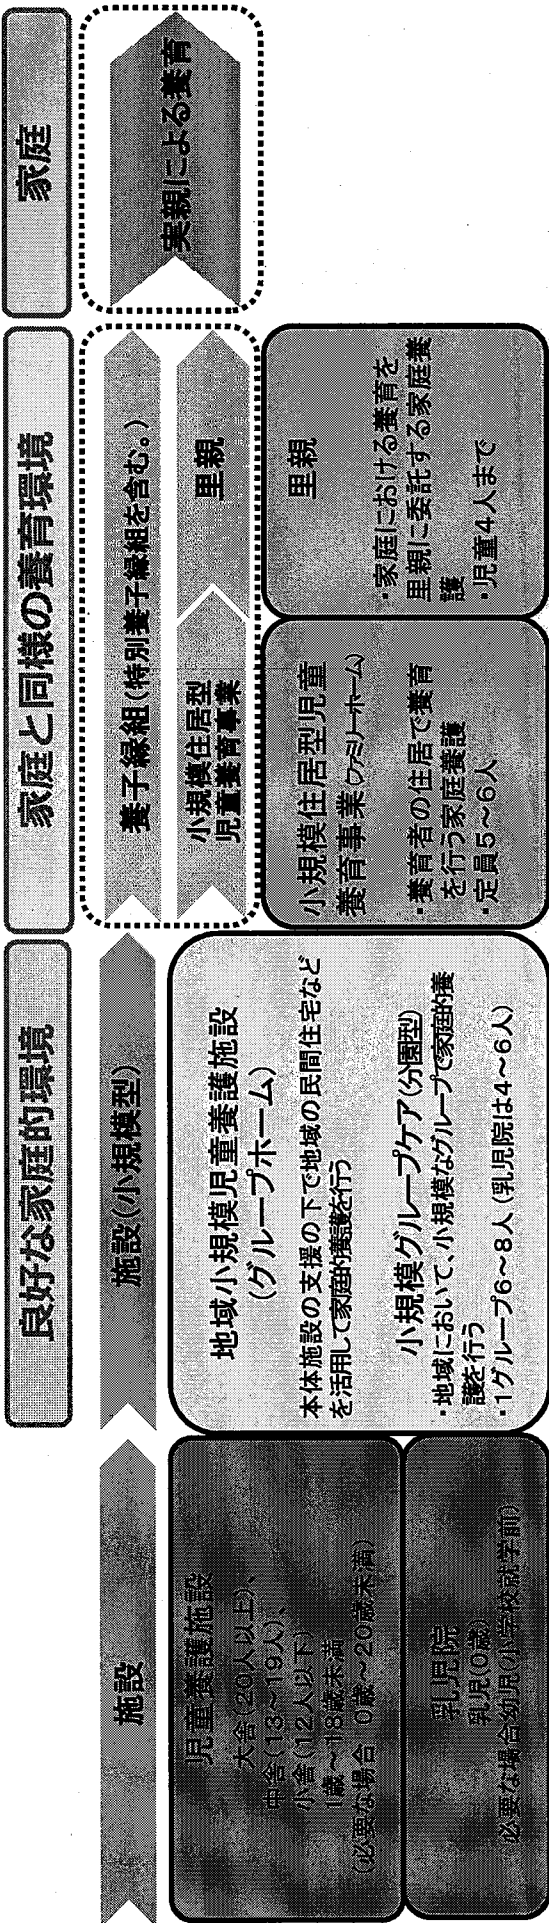 良好な家庭的環境
家庭と同様の養育環境
家庭
施設
施設(小規模型)
養子縁組(特別養子縁組を含む。)
小規模住居型
児童養育事業
里親
実親による養育
児童養護施設
大舎(20人以上)、
中舎(13~19人)、
小舎(12人以下)
1歳~18歳未満
(必要な場合 0歳~20歳未満)
乳児院
乳児(0歳)
必要な場合幼児(小学校就学前)
地域小規模児童養護施設
(グループホーム)
本体施設の支援の下で地域の民間住宅など
を活用して家庭的養護を行う
小規模グループケア(分園型)
・地域において、小規模なグループで家庭的養
護を行う
・1グループ6~8人(乳児院は4~6人)
小規模住居型児童
養育事業(ファミリーホーム)
・養育者の住居で養育
を行う家庭養護
・定員5~6人
里親
・家庭における養育を
里親に委託する家庭養
護
・児童4人まで